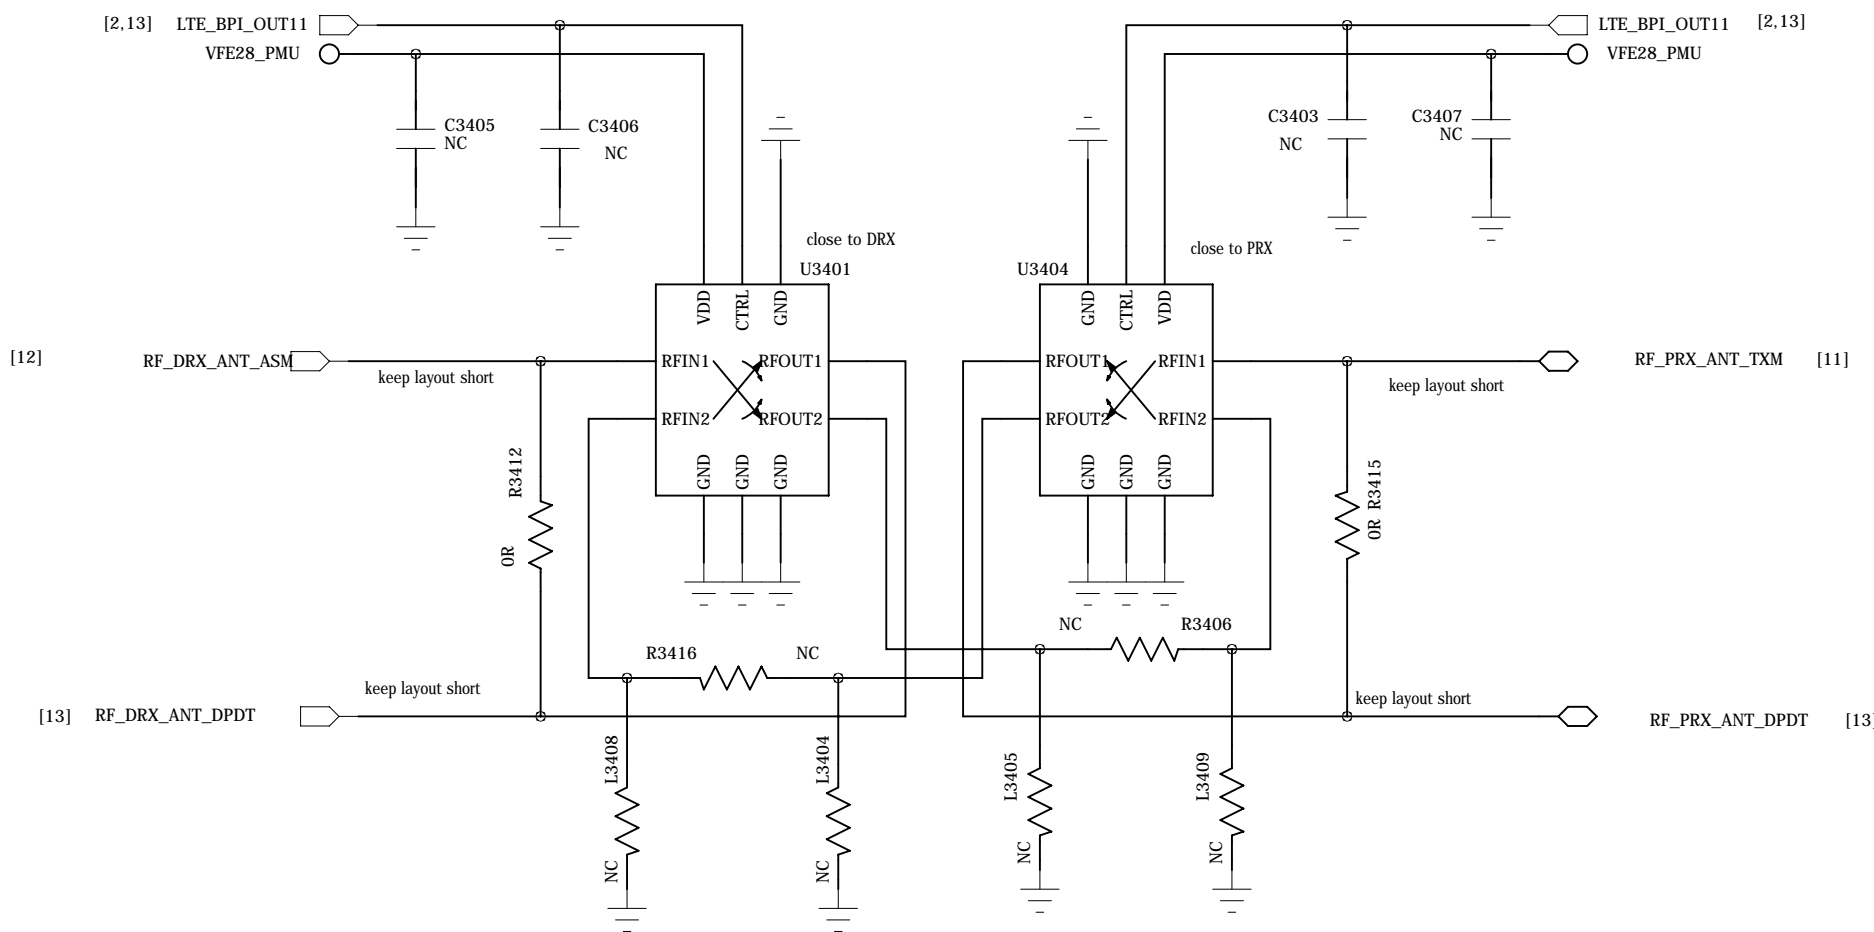 [2,13] LTE_BPI_OUT11
VFE28_PMU
LTE_BPI_OUT11 [2,13]
VFE28_PMU
C3405
NC
C3406
NC
C3403
NC
C3407
NC
close to DRX
U3401
close to PRX
U3404
VDD
CTRL
GND
GND
CTRL
VDD
[12] RF_DRX_ANT_ASM
keep layout short
RFIN1 RFOUT1
RFIN2 RFOUT2
GND
GND
GND
RFOUT1 RFIN1
RFOUT2 RFIN2
GND
GND
GND
RF_PRX_ANT_TXM [11]
keep layout short
R3412
0R
0R R3415
R3416 NC
NC R3406
keep layout short
[13] RF_DRX_ANT_DPDT
keep layout short
RF_PRX_ANT_DPDT [13]
L3408
NC
L3404
NC
L3405
NC
L3409
NC